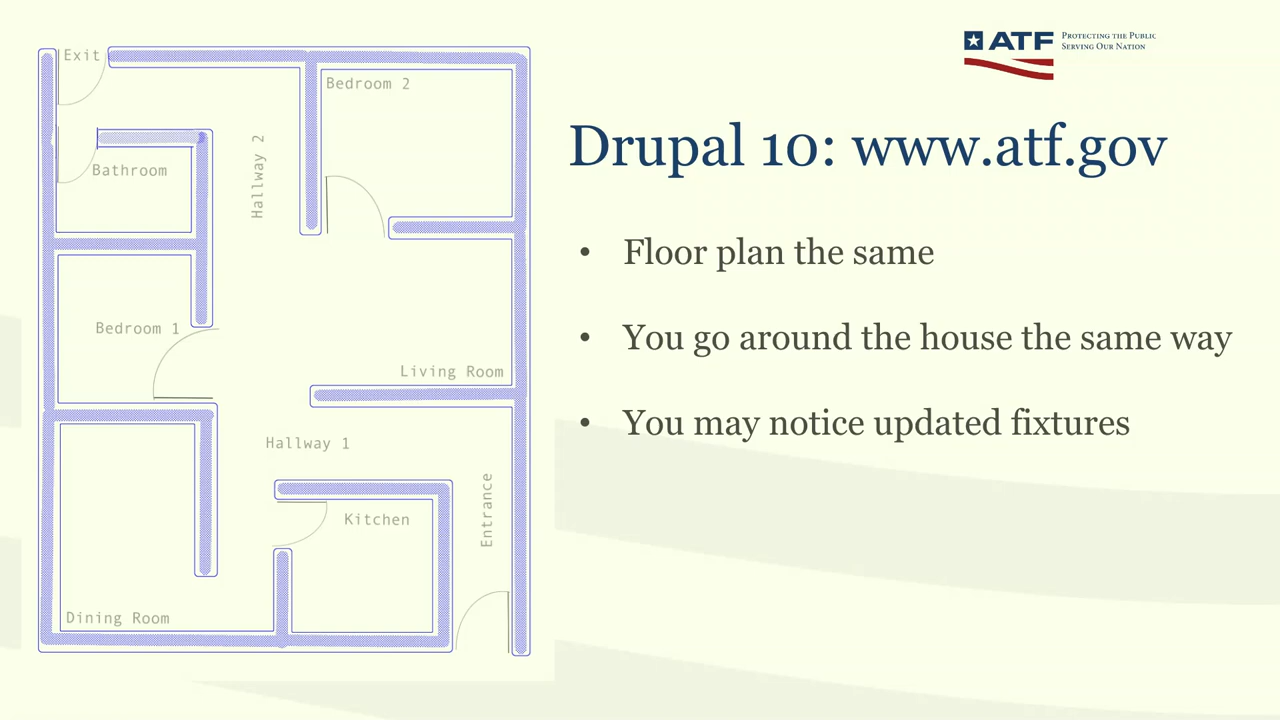 Exit
Bedroom 2
Bathroom
Hallway 2
Bedroom 1
Living Room
Hallway 1
Kitchen
Entrance
Dining Room
ATF
PROTECTING THE PUBLIC
SERVING OUR NATION
Drupal 10: www.atf.gov
• Floor plan the same
• You go around the house the same way
• You may notice updated fixtures